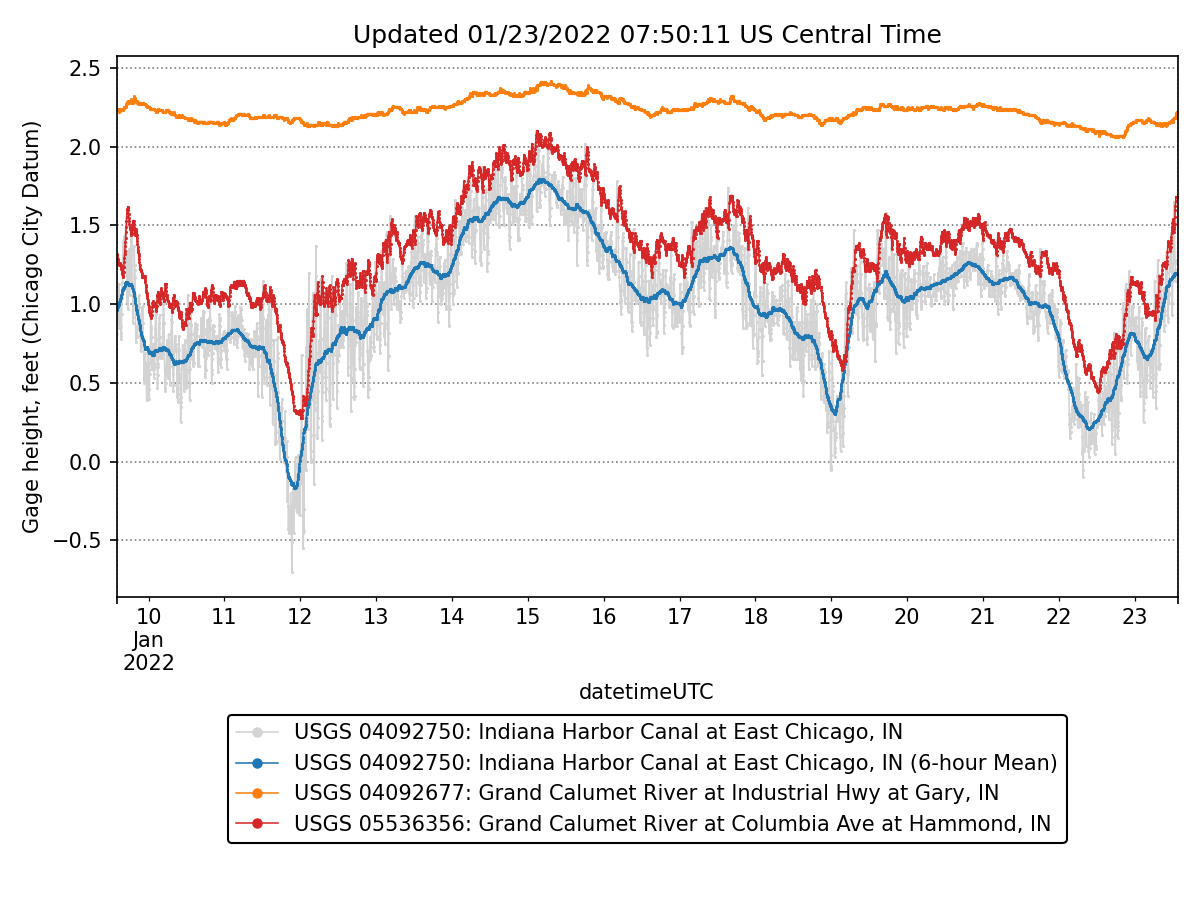 Updated 01/23/2022 07:50:11 US Central Time
Gage height, feet (Chicago City Datum)
2.5
2.0
1.5
1.0
0.5
0.0
−0.5
10 11 12 13 14 15 16 17 18 19 20 21 22 23
Jan
2022
datetimeUTC
USGS 04092750: Indiana Harbor Canal at East Chicago, IN
USGS 04092750: Indiana Harbor Canal at East Chicago, IN (6-hour Mean)
USGS 04092677: Grand Calumet River at Industrial Hwy at Gary, IN
USGS 05536356: Grand Calumet River at Columbia Ave at Hammond, IN